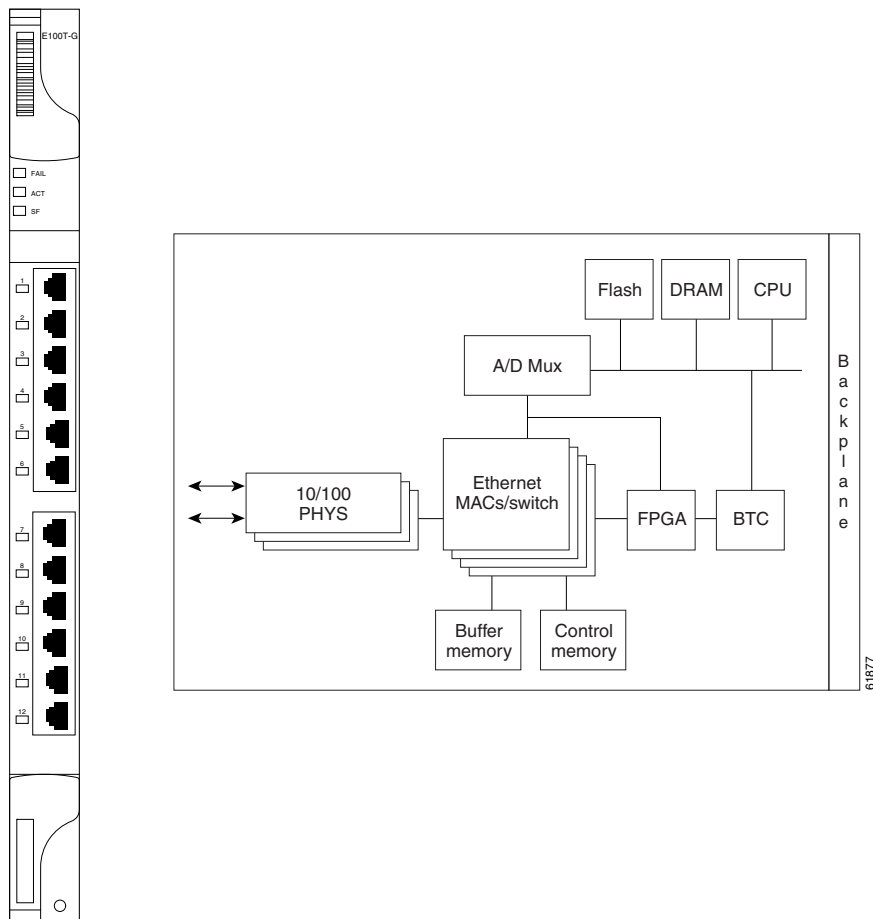 E100T-G
FAIL
ACT
SF
1
2
3
4
5
6
7
8
9
10
11
12
Flash
DRAM
CPU
A/D Mux
Ethernet
MACs/switch
10/100
PHYS
FPGA
BTC
Buffer
memory
Control
memory
Backplane
61877